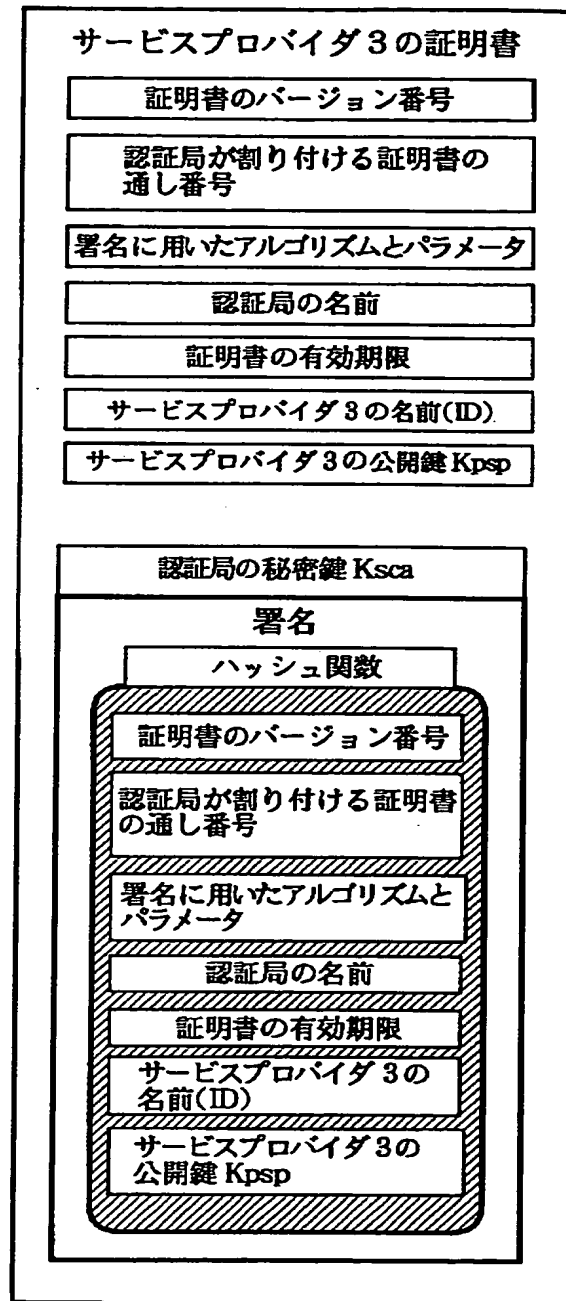 サービスプロバイダ3の証明書
証明書のバージョン番号
認証局が割り付ける証明書の
通し番号
署名に用いたアルゴリズムとパラメータ
認証局の名前
証明書の有効期限
サービスプロバイダ3の名前(ID)
サービスプロバイダ3の公開鍵 Kpsp
認証局の秘密鍵 Ksca
署名
ハッシュ関数
証明書のバージョン番号
認証局が割り付ける証明書
の通し番号
署名に用いたアルゴリズムと
パラメータ
認証局の名前
証明書の有効期限
サービスプロバイダ3の
名前(ID)
サービスプロバイダ3の
公開鍵 Kpsp